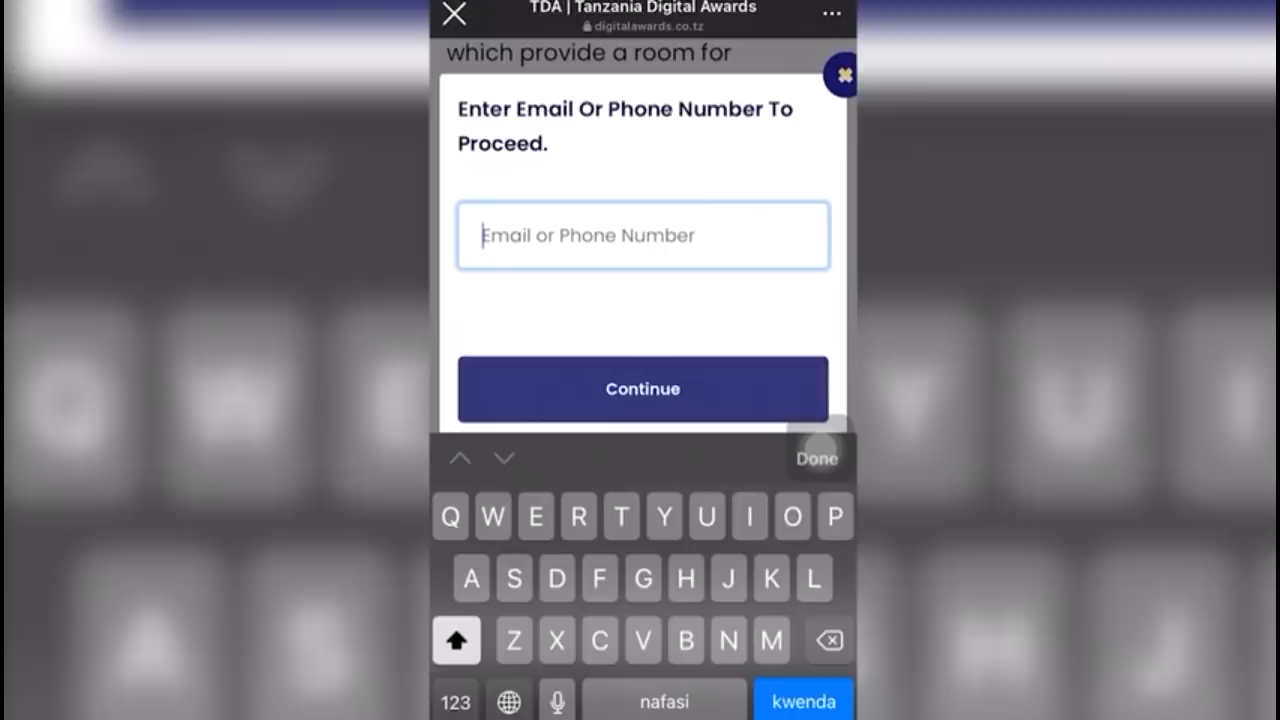 TDA | Tanzania Digital Awards
digitalawards.co.tz
which provide a room for
Enter Email Or Phone Number To
Proceed.
Email or Phone Number
Continue
Done
Q W E R T Y U I O P
A S D F G H J K L
Z X C V B N M
123 nafasi kwenda